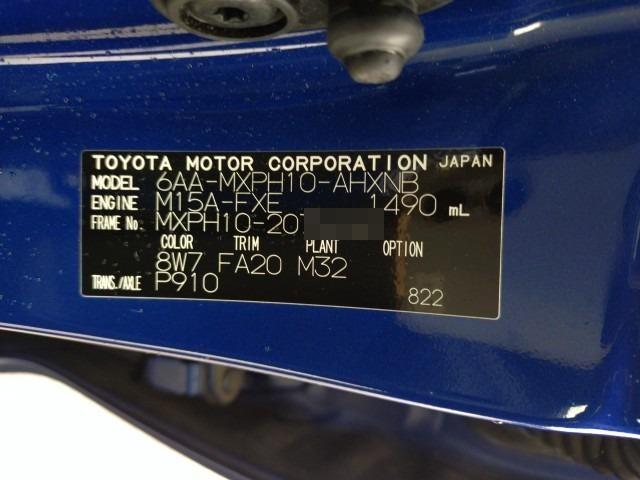 TOYOTA MOTOR CORPORATION JAPAN
MODEL 6AA-MXPH10-AHXNB
ENGINE M15A-FXE 1490 mL
FRAME No. MXPH10-207
COLOR TRIM PLANT OPTION
8W7 FA20 M32
TRANS./AXLE P910
822